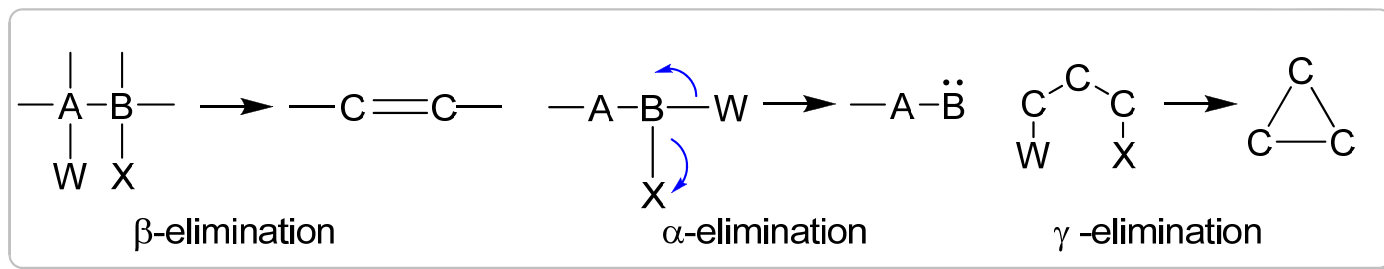 A B C C
W X
β-elimination
A B W A B
X
α-elimination
C C C
W X
C C C
γ -elimination